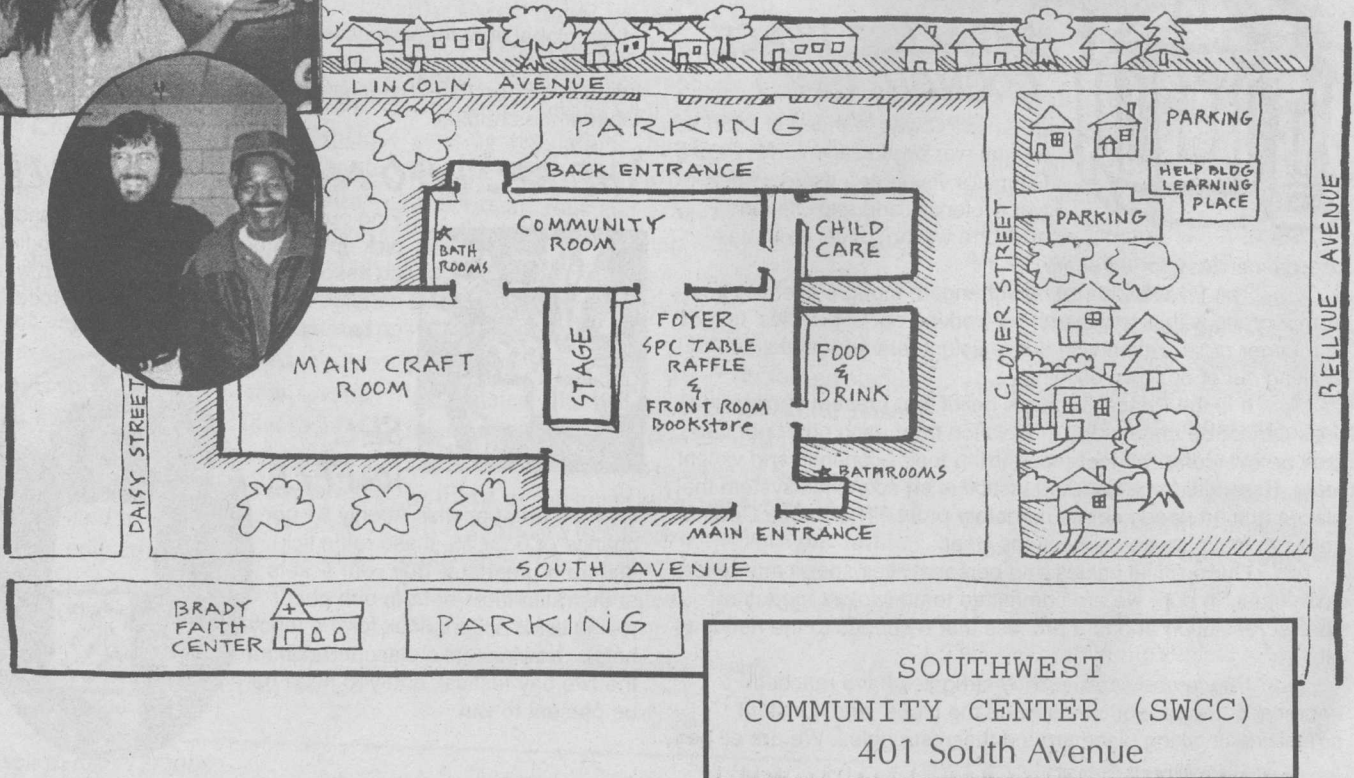 LINCOLN AVENUE
PARKING
BACK ENTRANCE
COMMUNITY
ROOM
BATH
ROOMS
CHILD
CARE
MAIN CRAFT
ROOM
STAGE
FOYER
SPC TABLE
RAFFLE
&
FRONT ROOM
BOOKSTORE
FOOD
&
DRINK
BATHROOMS
MAIN ENTRANCE
DAISY STREET
CLOVER STREET
PARKING
HELP BLDG
LEARNING
PLACE
PARKING
BELLVUE AVENUE
SOUTH AVENUE
BRADY
FAITH
CENTER
PARKING
SOUTHWEST
COMMUNITY CENTER (SWCC)
401 South Avenue